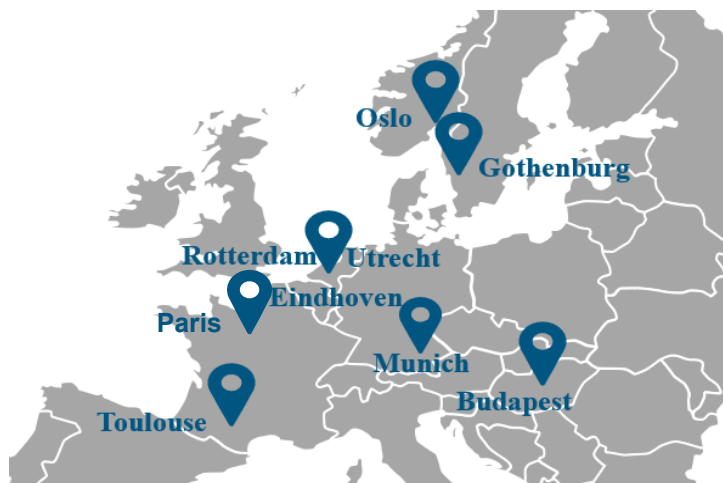 Oslo
Gothenburg
Rotterdam
Utrecht
Eindhoven
Paris
Munich
Budapest
Toulouse